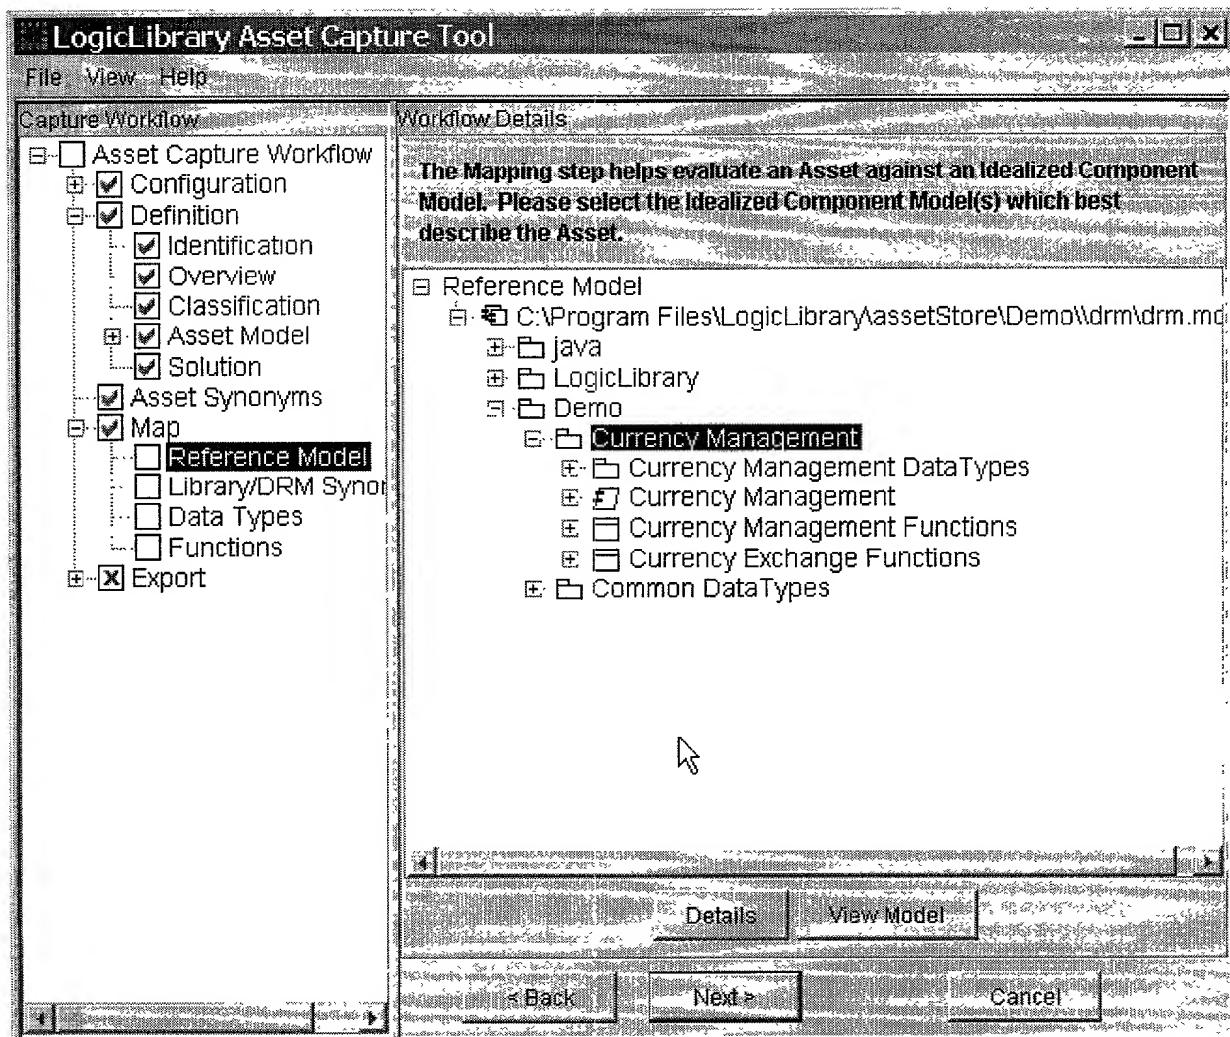 LogicLibrary Asset Capture Tool
File View Help
Capture Workflow
Asset Capture Workflow
Configuration
Definition
Identification
Overview
Classification
Asset Model
Solution
Asset Synonyms
Map
Reference Model
Library/DRM Synor
Data Types
Functions
Export
Workflow Details
The Mapping step helps evaluate an Asset against an Idealized Component
Model. Please select the Idealized Component Model(s) which best
describe the Asset.
Reference Model
C:\Program Files\LogicLibrary\assetStore\Demo\\drm\drm.md
java
LogicLibrary
Demo
Currency Management
Currency Management DataTypes
Currency Management
Currency Management Functions
Currency Exchange Functions
Common DataTypes
Details View Model
< Back Next > Cancel